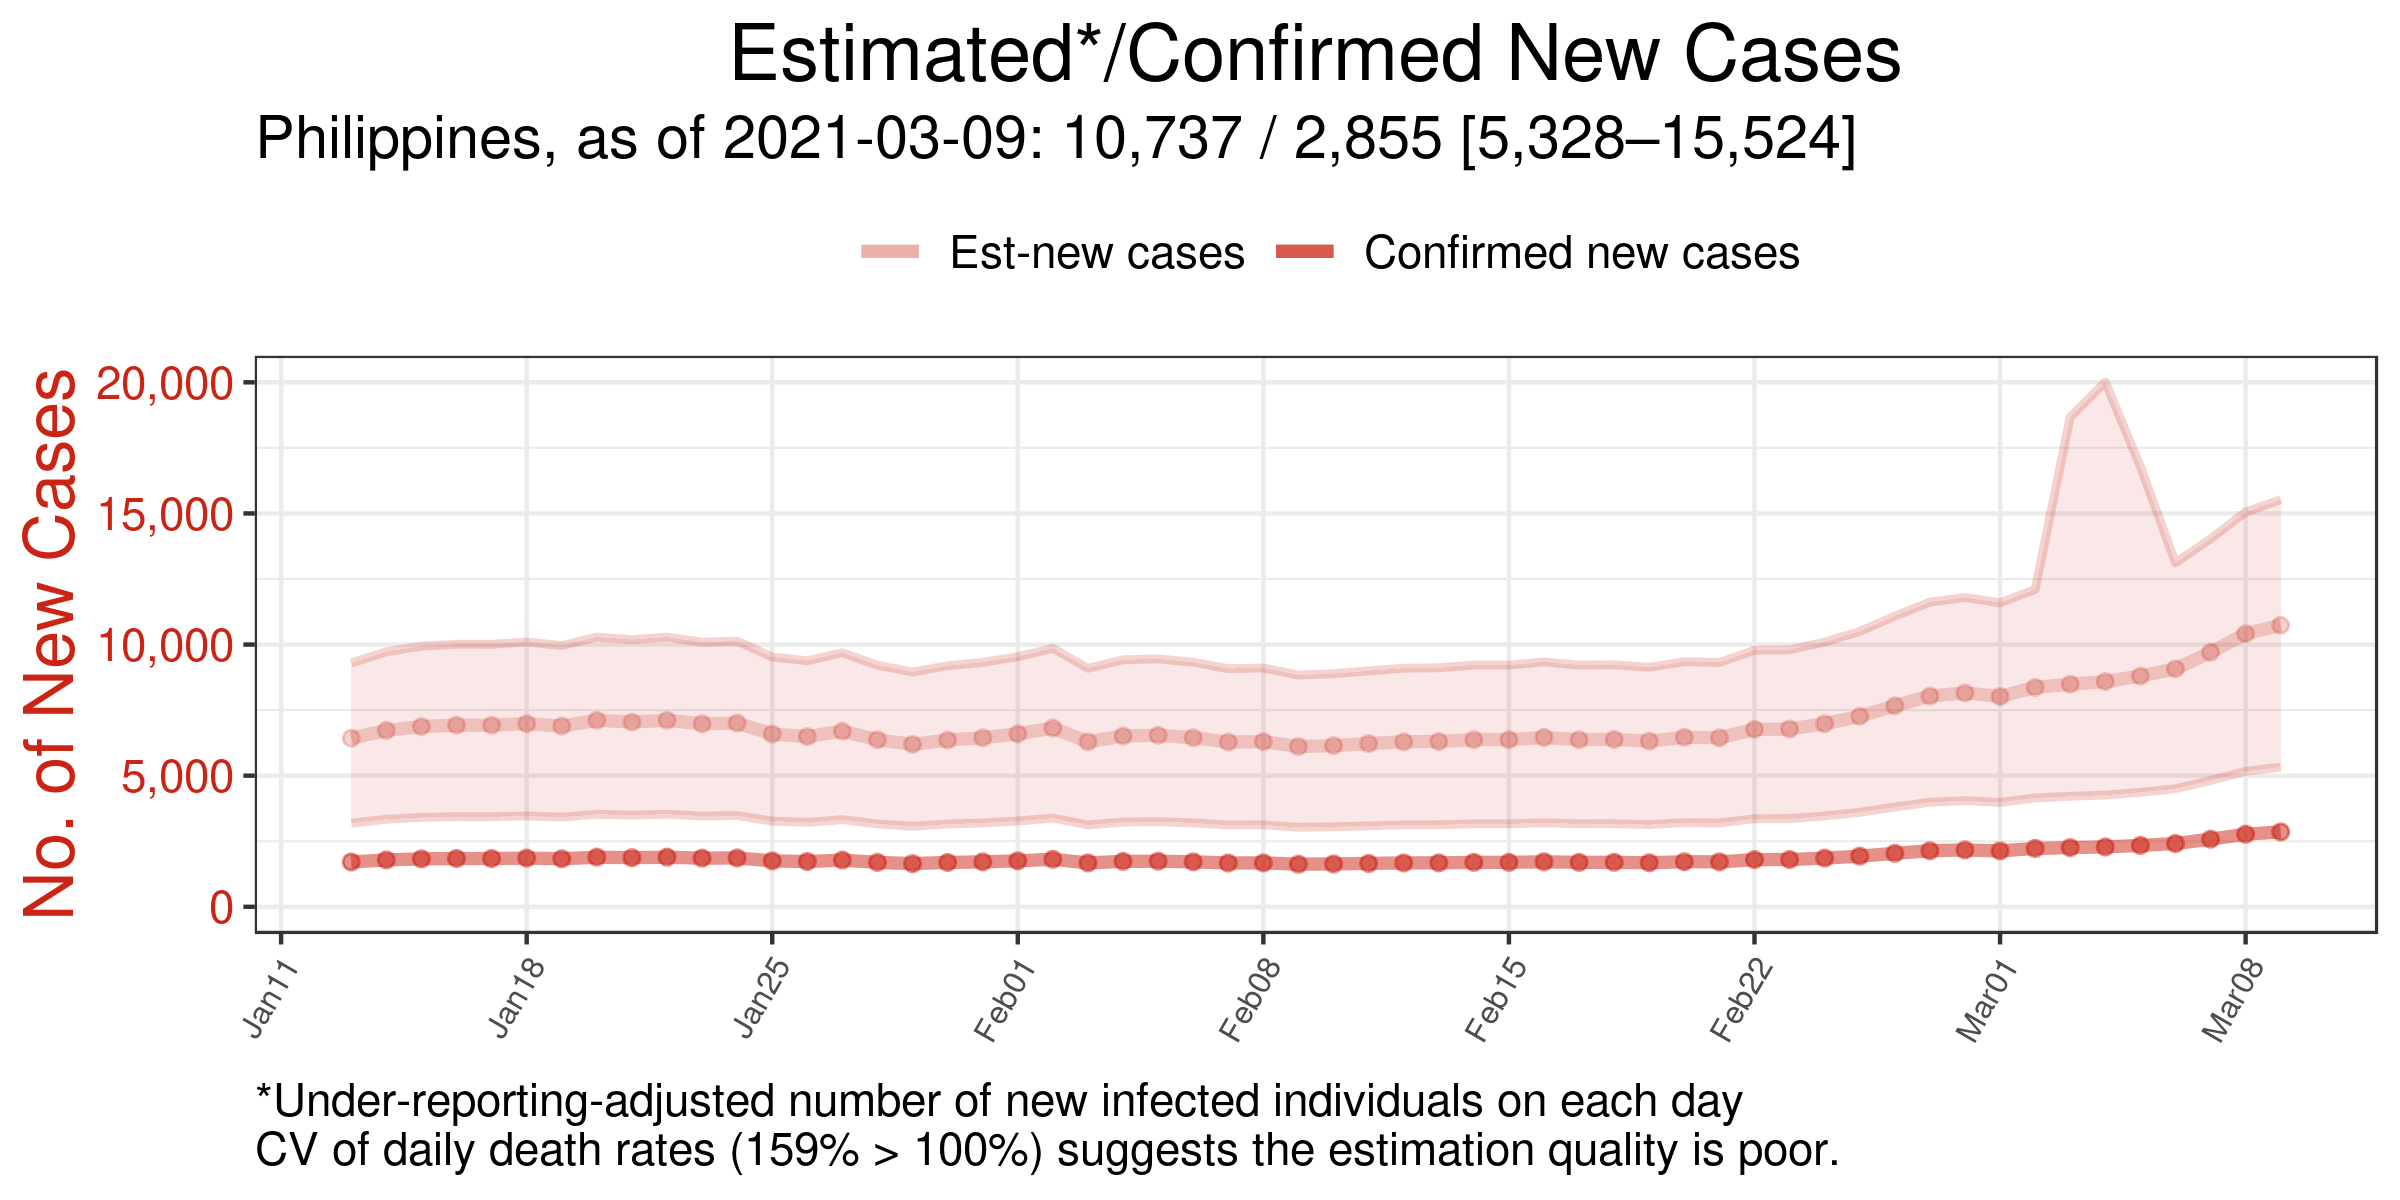 Estimated*/Confirmed New Cases
Philippines, as of 2021-03-09: 10,737 / 2,855 [5,328–15,524]
Est-new cases
Confirmed new cases
No. of New Cases
20,000
15,000
10,000
5,000
0
Jan11
Jan18
Jan25
Feb01
Feb08
Feb15
Feb22
Mar01
Mar08
*Under-reporting-adjusted number of new infected individuals on each day
CV of daily death rates (159% > 100%) suggests the estimation quality is poor.